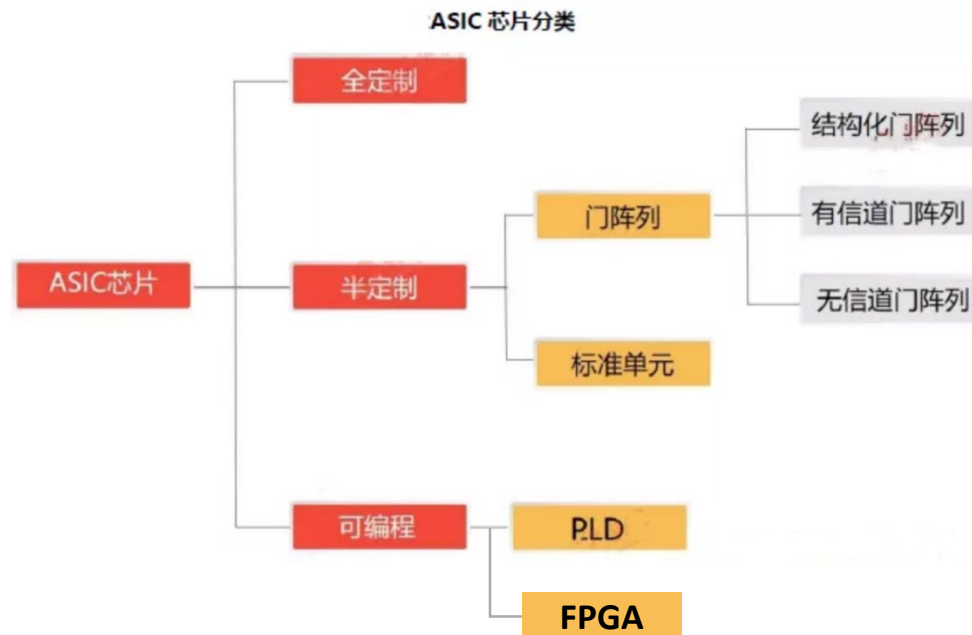 ASIC 芯片分类
全定制
结构化门阵列
门阵列
有信道门阵列
ASIC芯片
半定制
无信道门阵列
标准单元
可编程
PLD
FPGA